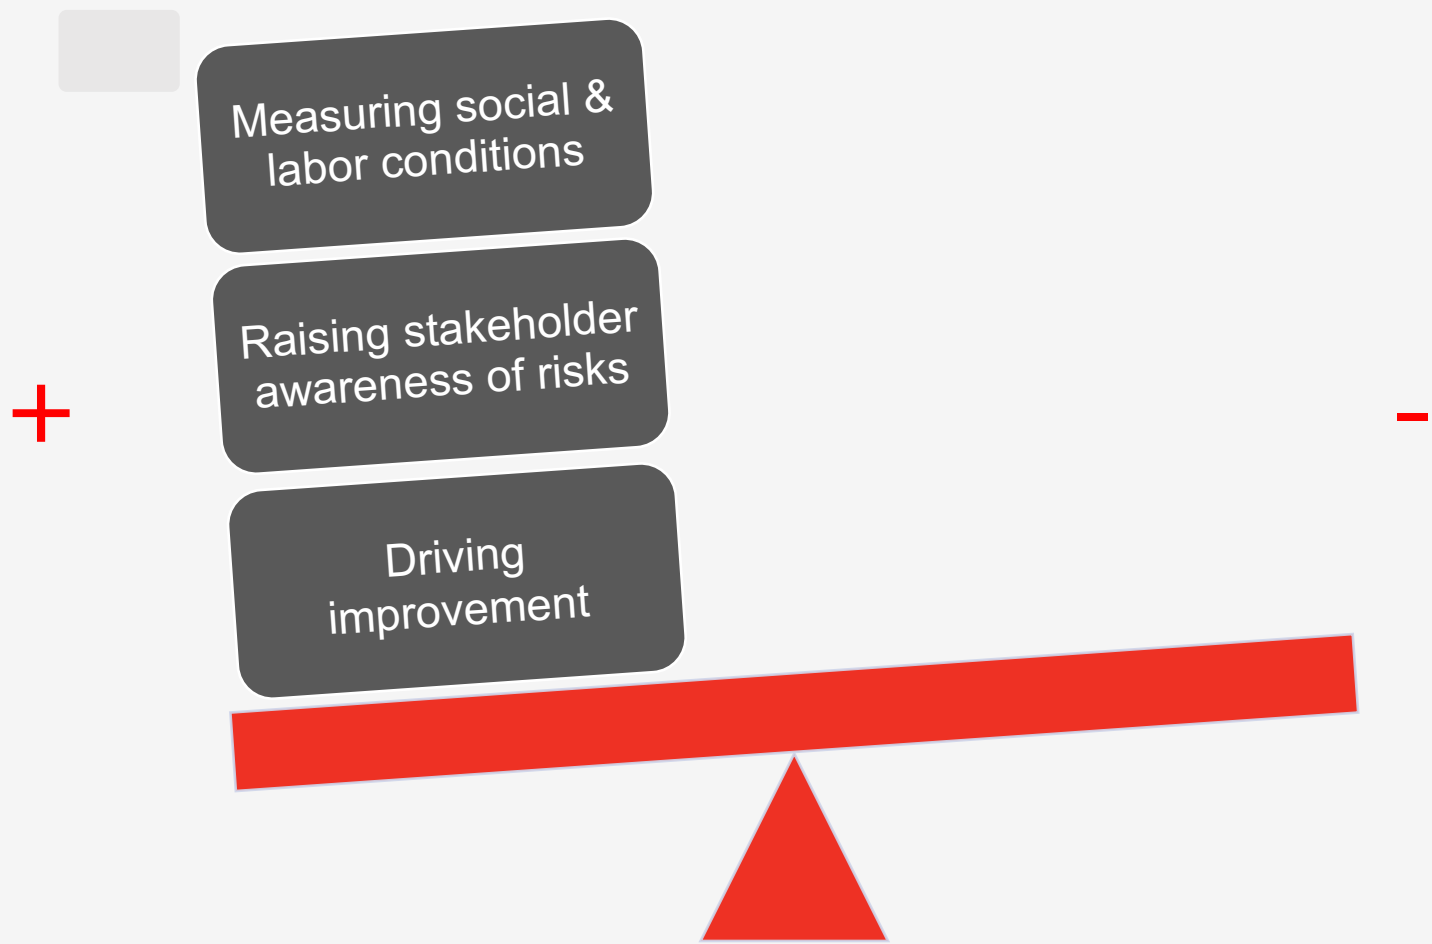 Measuring social &
labor conditions
Raising stakeholder
awareness of risks
+
-
Driving
improvement